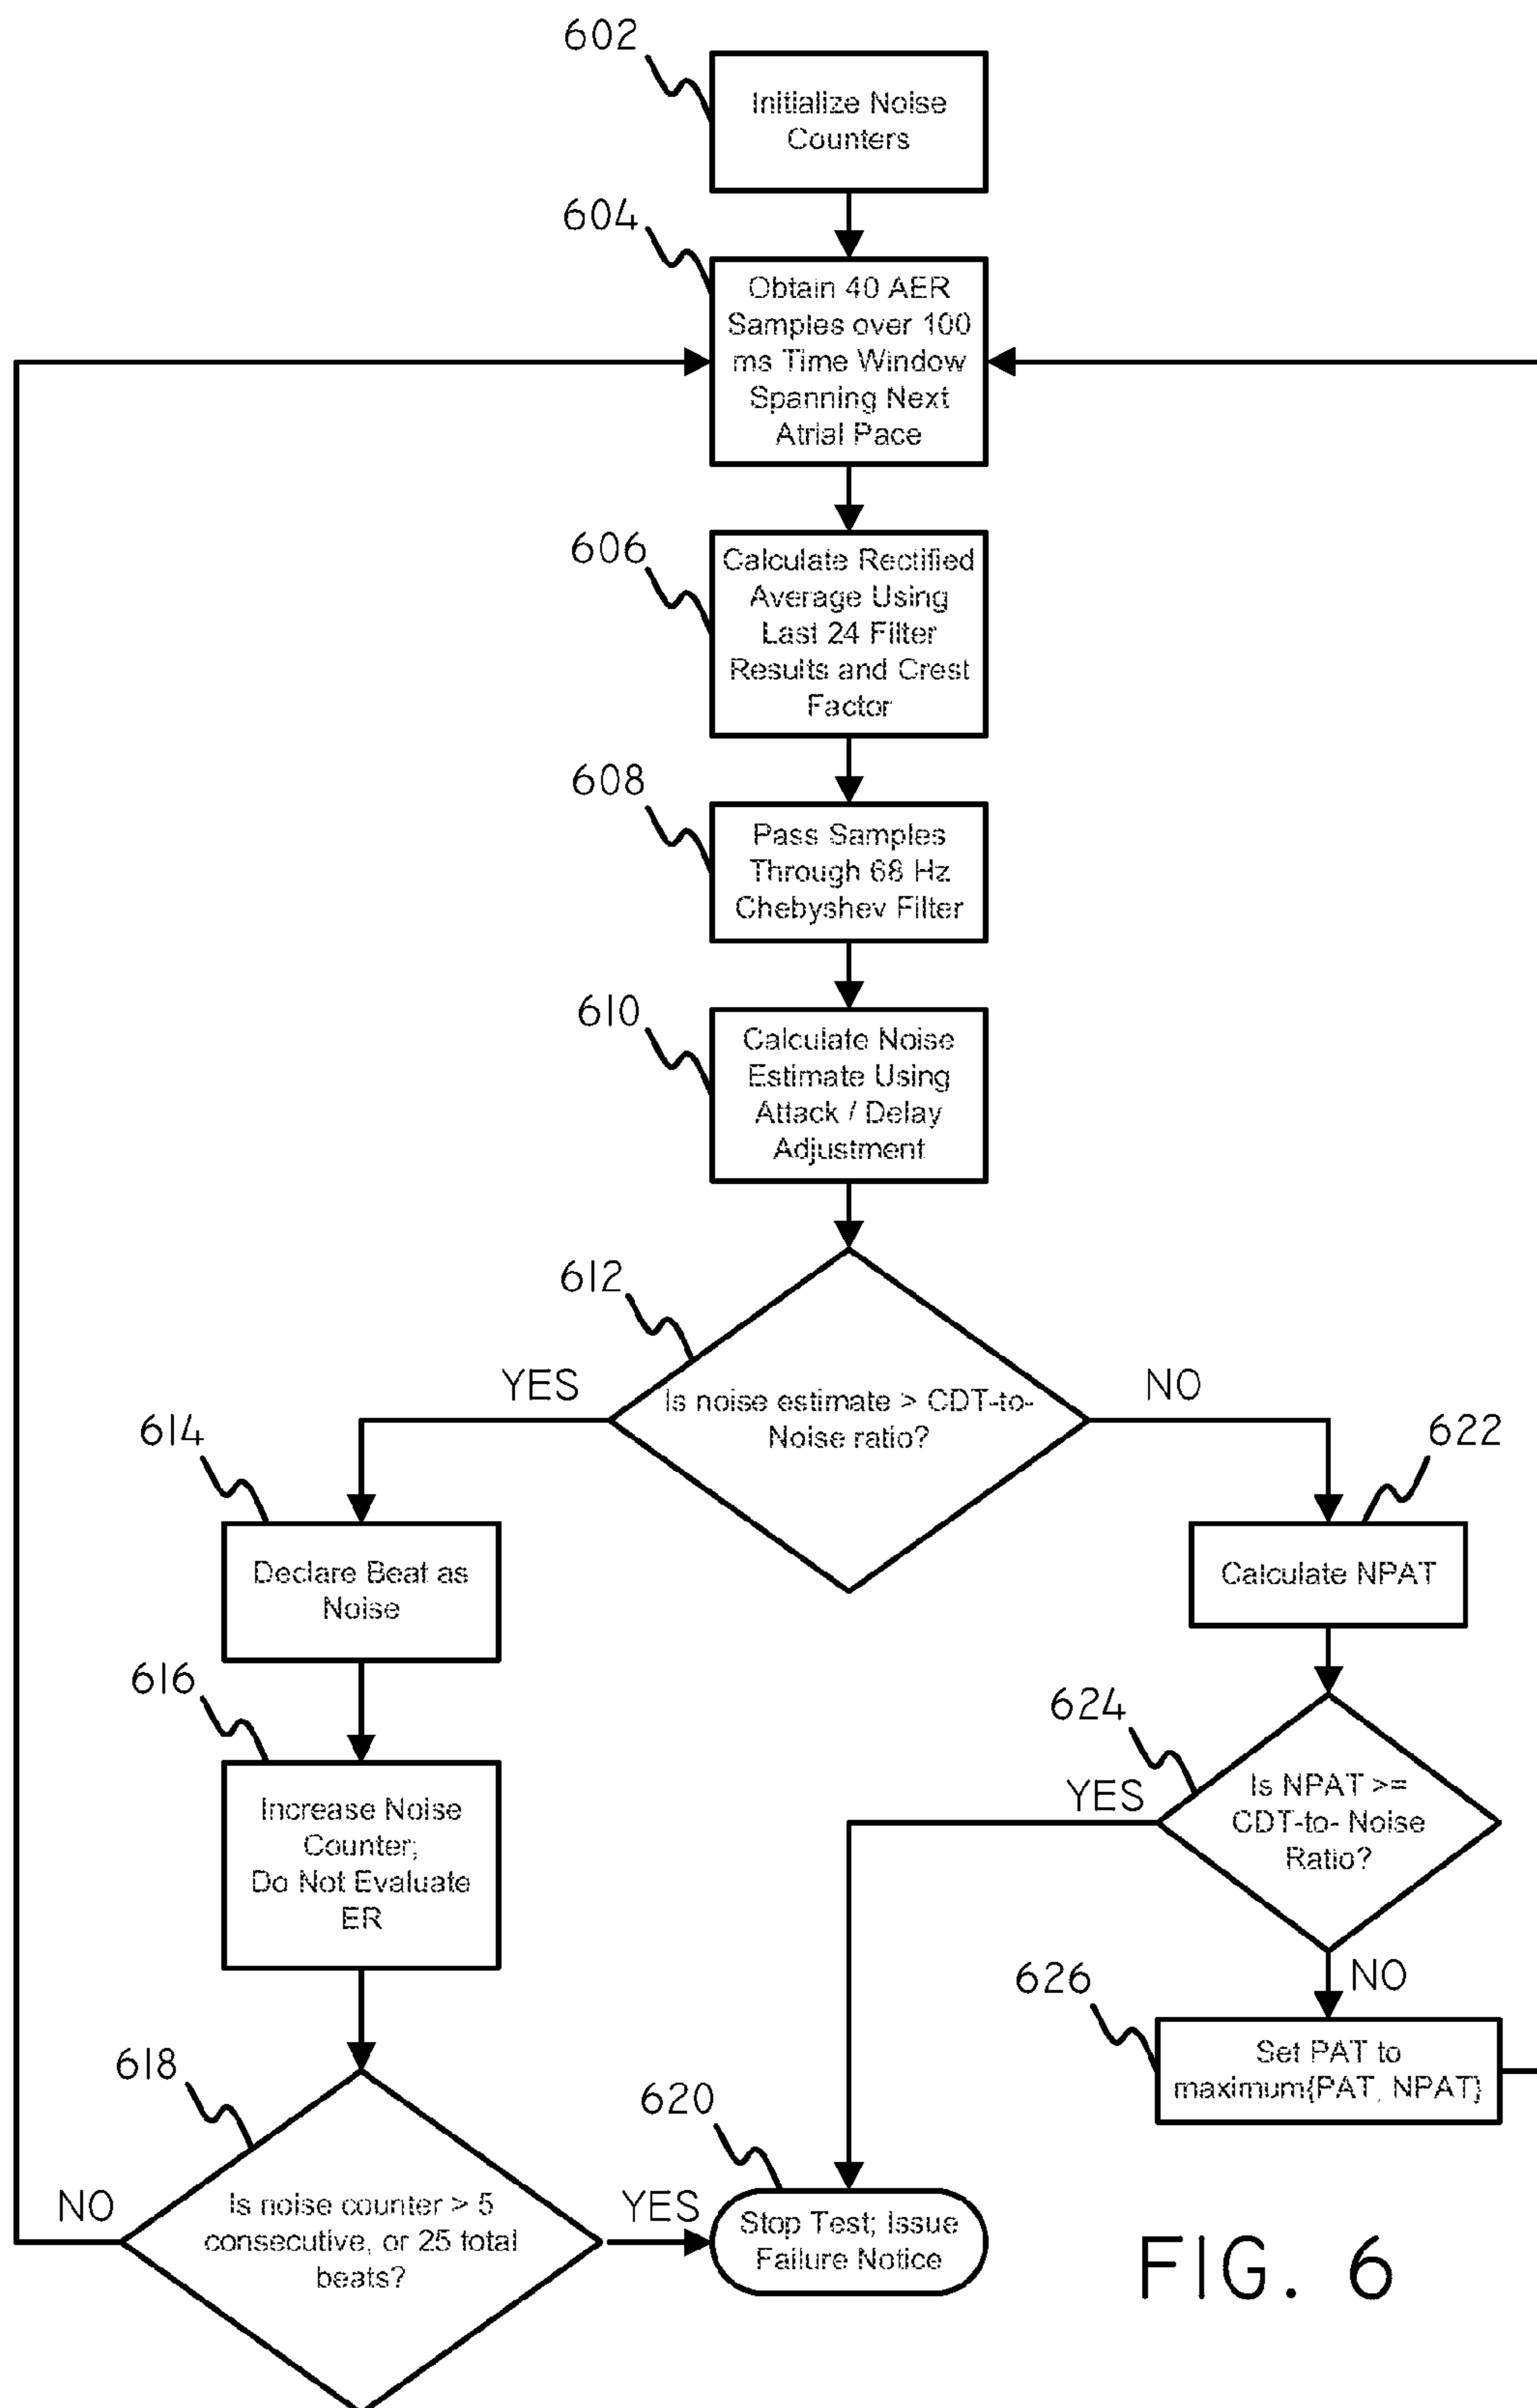 602
Initialize Noise
Counters
604
Obtain 40 AER
Samples over 100
ms Time Window
Spanning Next
Atrial Pace
606
Calculate Rectified
Average Using
Last 24 Filter
Results and Crest
Factor
608
Pass Samples
Through 68 Hz
Chebyshev Filter
610
Calculate Noise
Estimate Using
Attack / Delay
Adjustment
612
Is noise estimate > CDT-to-
Noise ratio?
YES
NO
614
Declare Beat as
Noise
616
Increase Noise
Counter;
Do Not Evaluate
ER
618
Is noise counter > 5
consecutive, or 25 total
beats?
NO
YES
620
Stop Test; Issue
Failure Notice
622
Calculate NPAT
624
Is NPAT >=
CDT-to- Noise
Ratio?
YES
NO
626
Set PAT to
maximum{PAT, NPAT}
FIG. 6